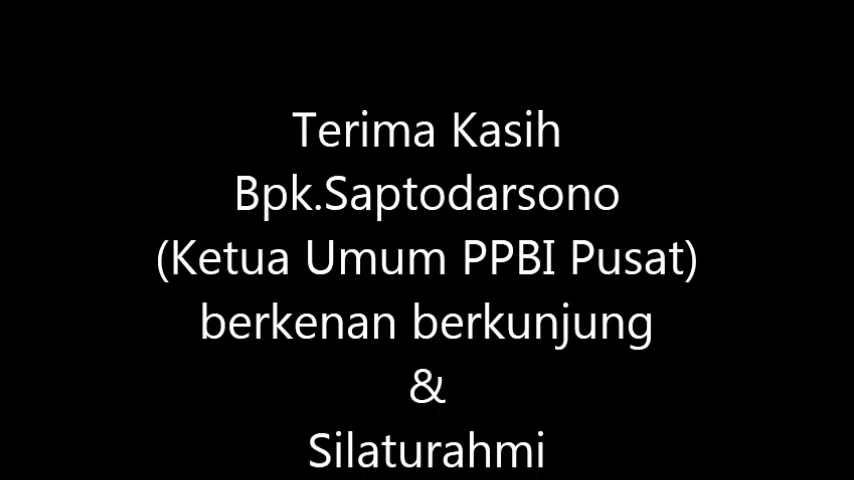 Terima Kasih
Bpk.Saptodarsono
(Ketua Umum PPBI Pusat)
berkenan berkunjung
&
Silaturahmi